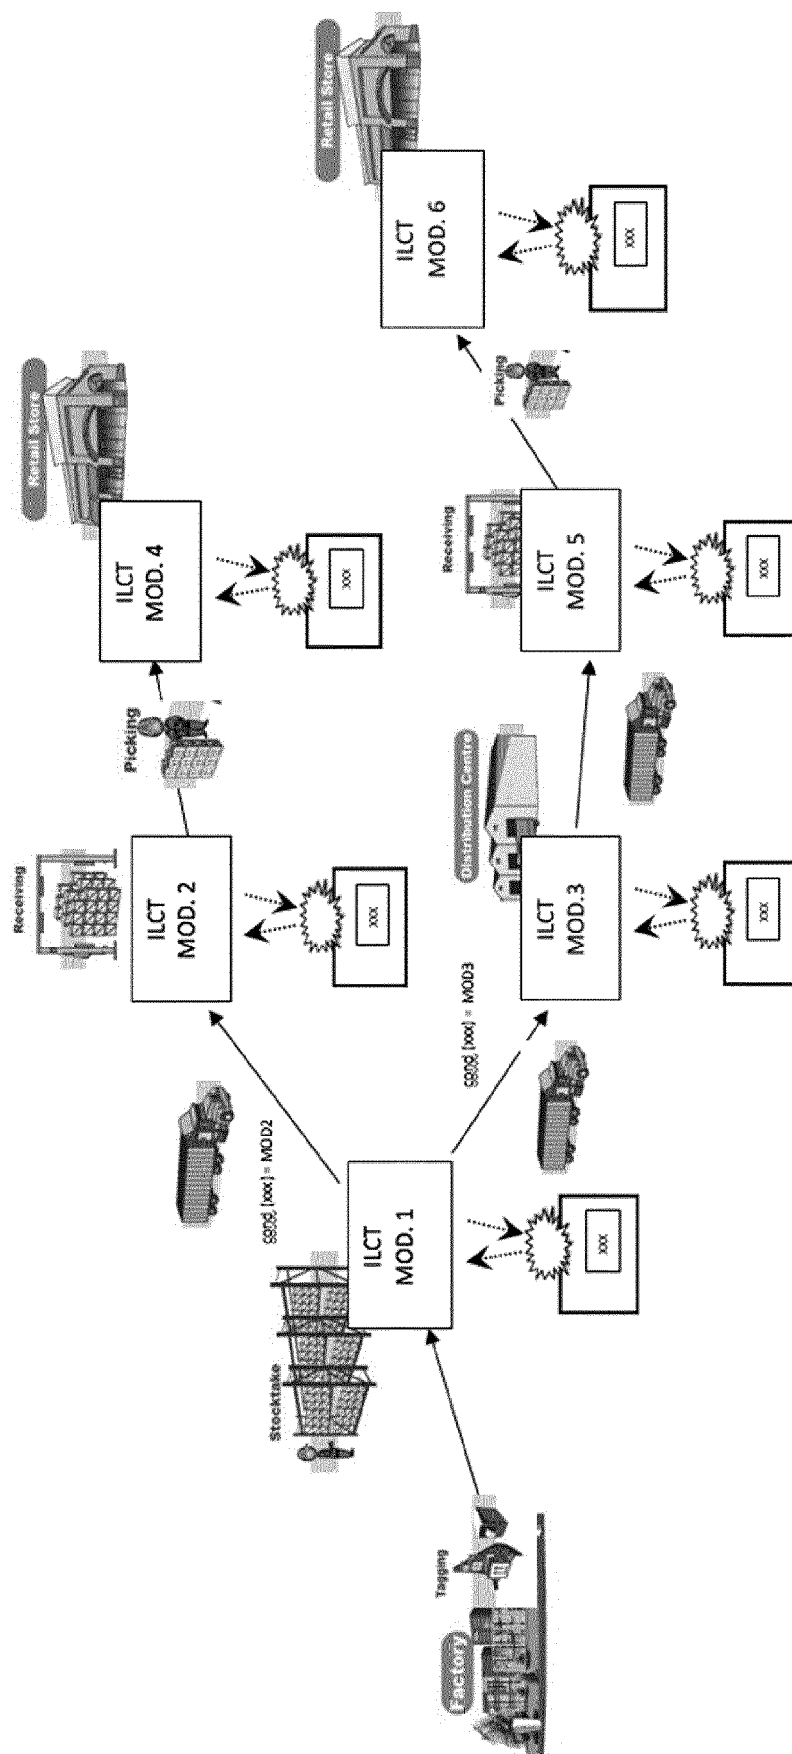 Factory
Tagging
Stocktake
ILCT
MOD. 1
xxx
send [xxx] = MOD2
send [xxx] = MOD3
Receiving
ILCT
MOD. 2
xxx
Distribution Centre
ILCT
MOD.3
xxx
Picking
Retail Store
ILCT
MOD. 4
xxx
Receiving
ILCT
MOD. 5
xxx
Picking
Retail Store
ILCT
MOD. 6
xxx